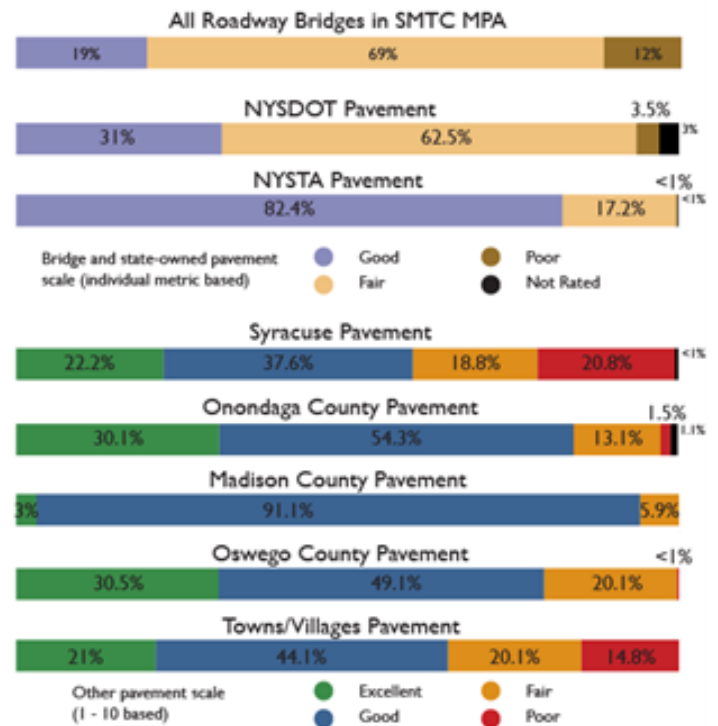 All Roadway Bridges in SMTC MPA
19% 69% 12%
NYSDOT Pavement 3.5%
31% 62.5% 3%
NYSTA Pavement <1%
82.4% 17.2% <1%
Bridge and state-owned pavement
scale (individual metric based)
Good Poor
Fair Not Rated
Syracuse Pavement
22.2% 37.6% 18.8% 20.8% <1%
Onondaga County Pavement 1.5%
30.1% 54.3% 13.1% 1.1%
Madison County Pavement
3% 91.1% 5.9%
Oswego County Pavement <1%
30.5% 49.1% 20.1%
Towns/Villages Pavement
21% 44.1% 20.1% 14.8%
Other pavement scale
(1 - 10 based)
Excellent Fair
Good Poor